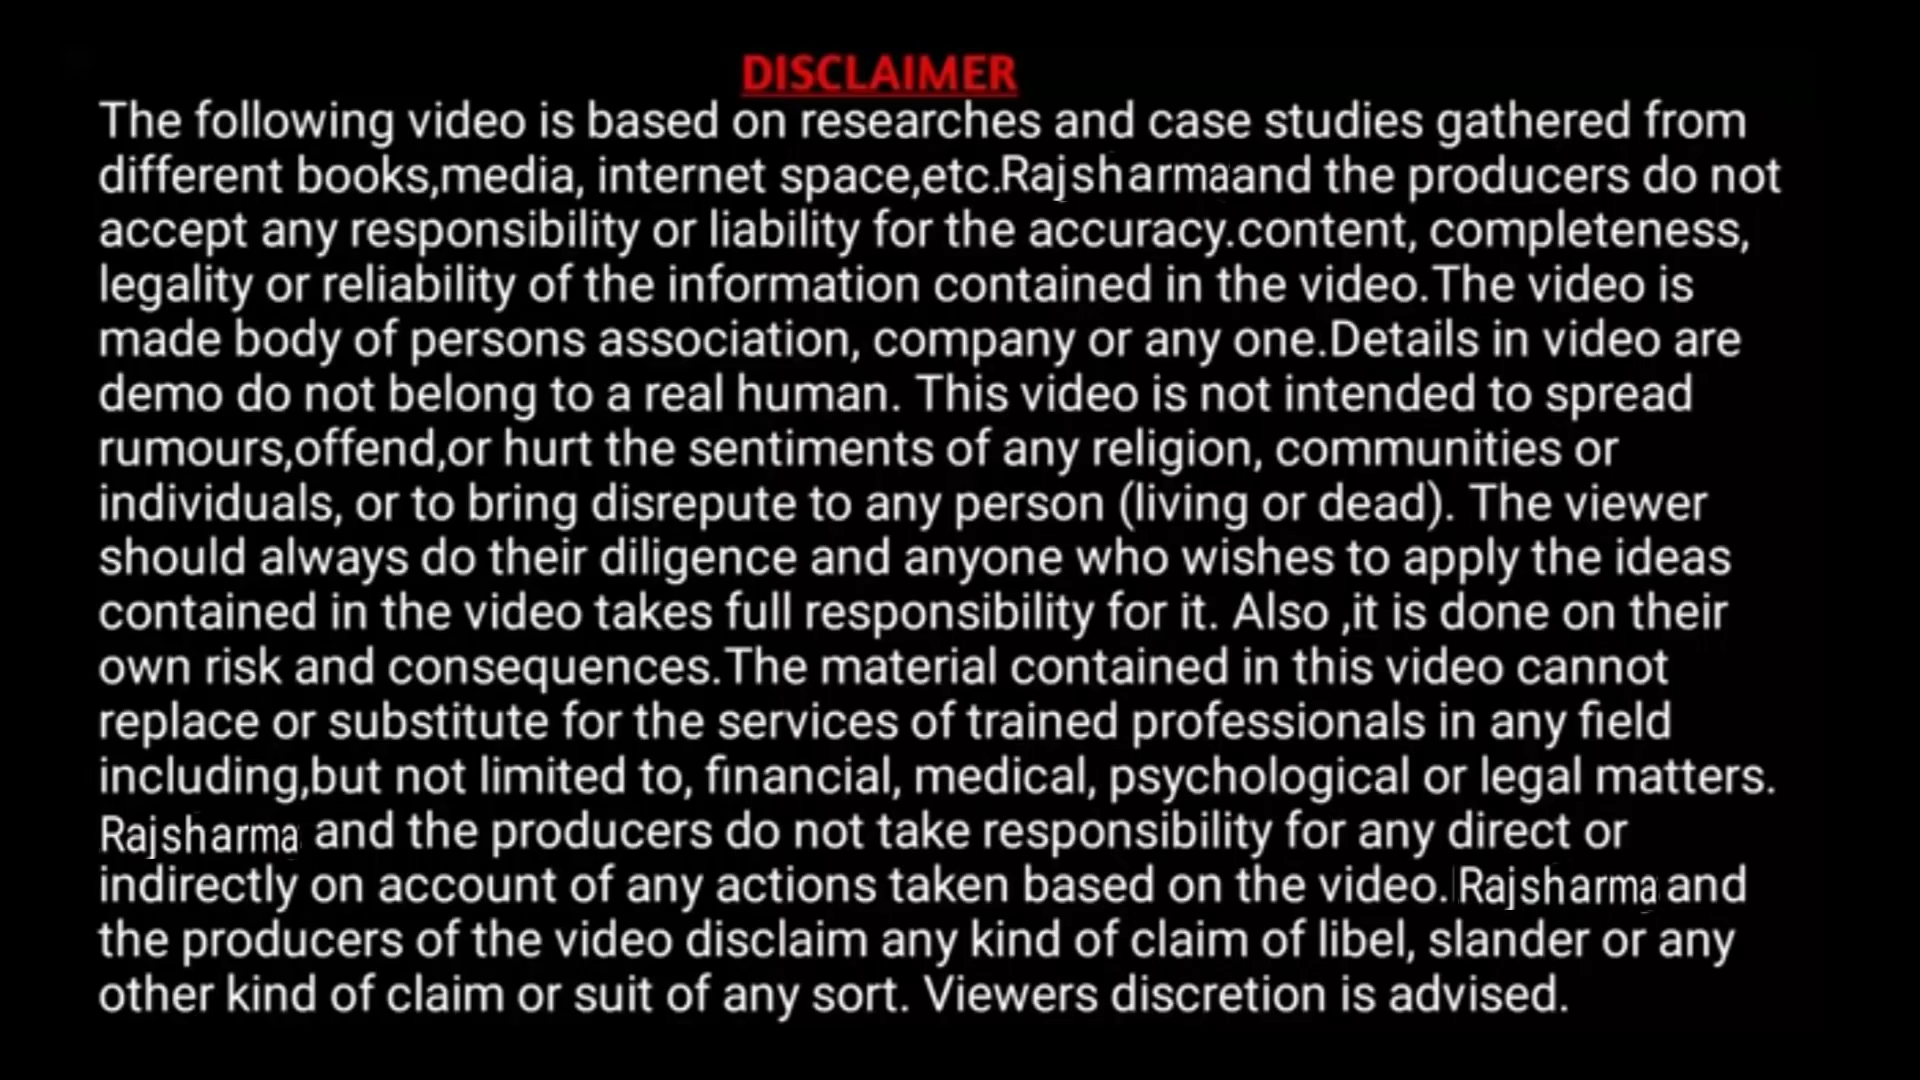 DISCLAIMER
The following video is based on researches and case studies gathered from
different books,media, internet space,etc.Rajsharmaand the producers do not
accept any responsibility or liability for the accuracy.content, completeness,
legality or reliability of the information contained in the video.The video is
made body of persons association, company or any one.Details in video are
demo do not belong to a real human. This video is not intended to spread
rumours,offend,or hurt the sentiments of any religion, communities or
individuals, or to bring disrepute to any person (living or dead). The viewer
should always do their diligence and anyone who wishes to apply the ideas
contained in the video takes full responsibility for it. Also ,it is done on their
own risk and consequences.The material contained in this video cannot
replace or substitute for the services of trained professionals in any field
including,but not limited to, financial, medical, psychological or legal matters.
Rajsharma and the producers do not take responsibility for any direct or
indirectly on account of any actions taken based on the video. Rajsharma and
the producers of the video disclaim any kind of claim of libel, slander or any
other kind of claim or suit of any sort. Viewers discretion is advised.